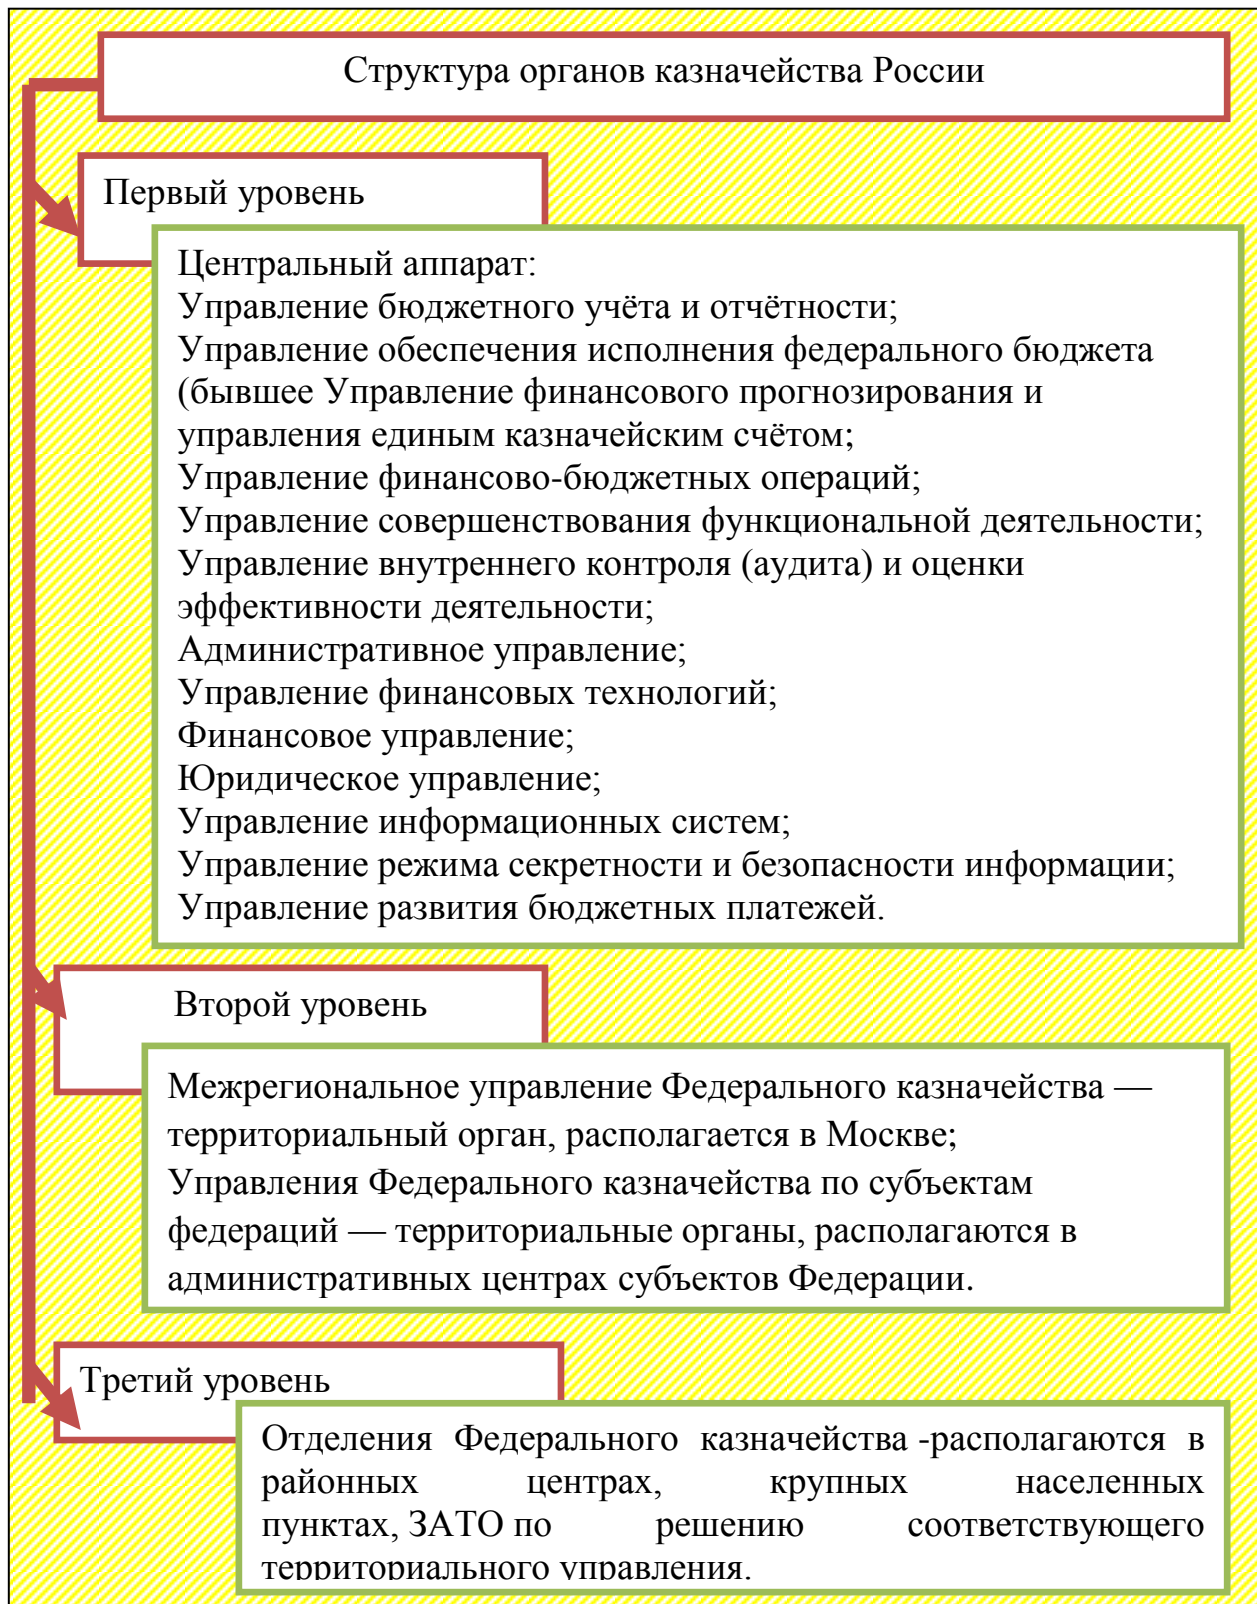 Структура органов казначейства России
Первый уровень
Центральный аппарат:
Управление бюджетного учёта и отчётности;
Управление обеспечения исполнения федерального бюджета
(бывшее Управление финансового прогнозирования и
управления единым казначейским счётом;
Управление финансово-бюджетных операций;
Управление совершенствования функциональной деятельности;
Управление внутреннего контроля (аудита) и оценки
эффективности деятельности;
Административное управление;
Управление финансовых технологий;
Финансовое управление;
Юридическое управление;
Управление информационных систем;
Управление режима секретности и безопасности информации;
Управление развития бюджетных платежей.
Второй уровень
Межрегиональное управление Федерального казначейства —
территориальный орган, располагается в Москве;
Управления Федерального казначейства по субъектам
федераций — территориальные органы, располагаются в
административных центрах субъектов Федерации.
Третий уровень
Отделения Федерального казначейства -располагаются в
районных центрах, крупных населенных
пунктах, ЗАТО по решению соответствующего
территориального управления.